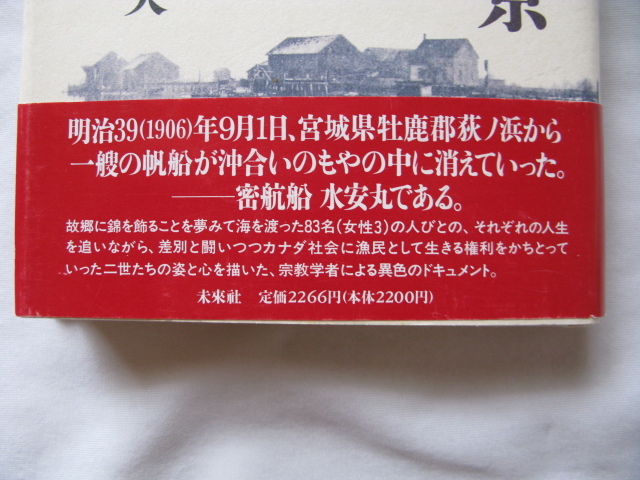 明治39(1906)年9月1日、宮城県牡鹿郡荻ノ浜から
一艘の帆船が沖合いのもやの中に消えていった。
―――密航船 水安丸である。
故郷に錦を飾ることを夢みて海を渡った83名(女性3)の人びとの、それぞれの人生
を追いながら、差別と闘いつつカナダ社会に漁民として生きる権利をかちとって
いった二世たちの姿と心を描いた、宗教学者による異色のドキュメント。
未來社 定価2266円(本体2200円)